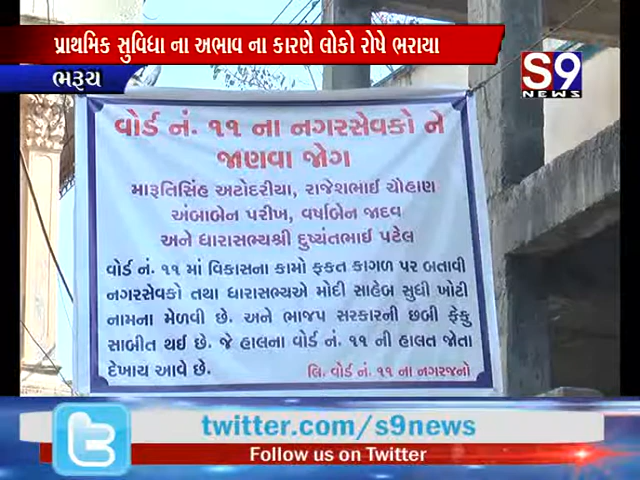 પ્રાથમિક સુવિધા ના અભાવ ના કારણે લોકો રોષે ભરાયા
ભરૂચ
S9
NEWS
વોર્ડ નં. ૧૧ ના નગરસેવકો ને
જાણવા જોગ
મારૂતિસિંહ અટોદરીયા, રાજેશભાઈ ચૌહાણ
અંબાબેન પરીખ, વર્ષાબેન જાદવ
અને ધારાસભ્યશ્રી દુષ્યંતભાઈ પટેલ
વોર્ડ નં. ૧૧ માં વિકાસના કામો ફકત કાગળ પર બતાવી
નગરસેવકો તથા ધારાસભ્યએ મોદી સાહેબ સુધી ખોટી
નામના મેળવી છે. અને ભાજપ સરકારની છબી ફેકુ
સાબીત થઈ છે. જે હાલના વોર્ડ નં. ૧૧ ની હાલત જોતા
દેખાય આવે છે.
લિ. વોર્ડ નં. ૧૧ ના નગરજનો
twitter.com/s9news
Follow us on Twitter